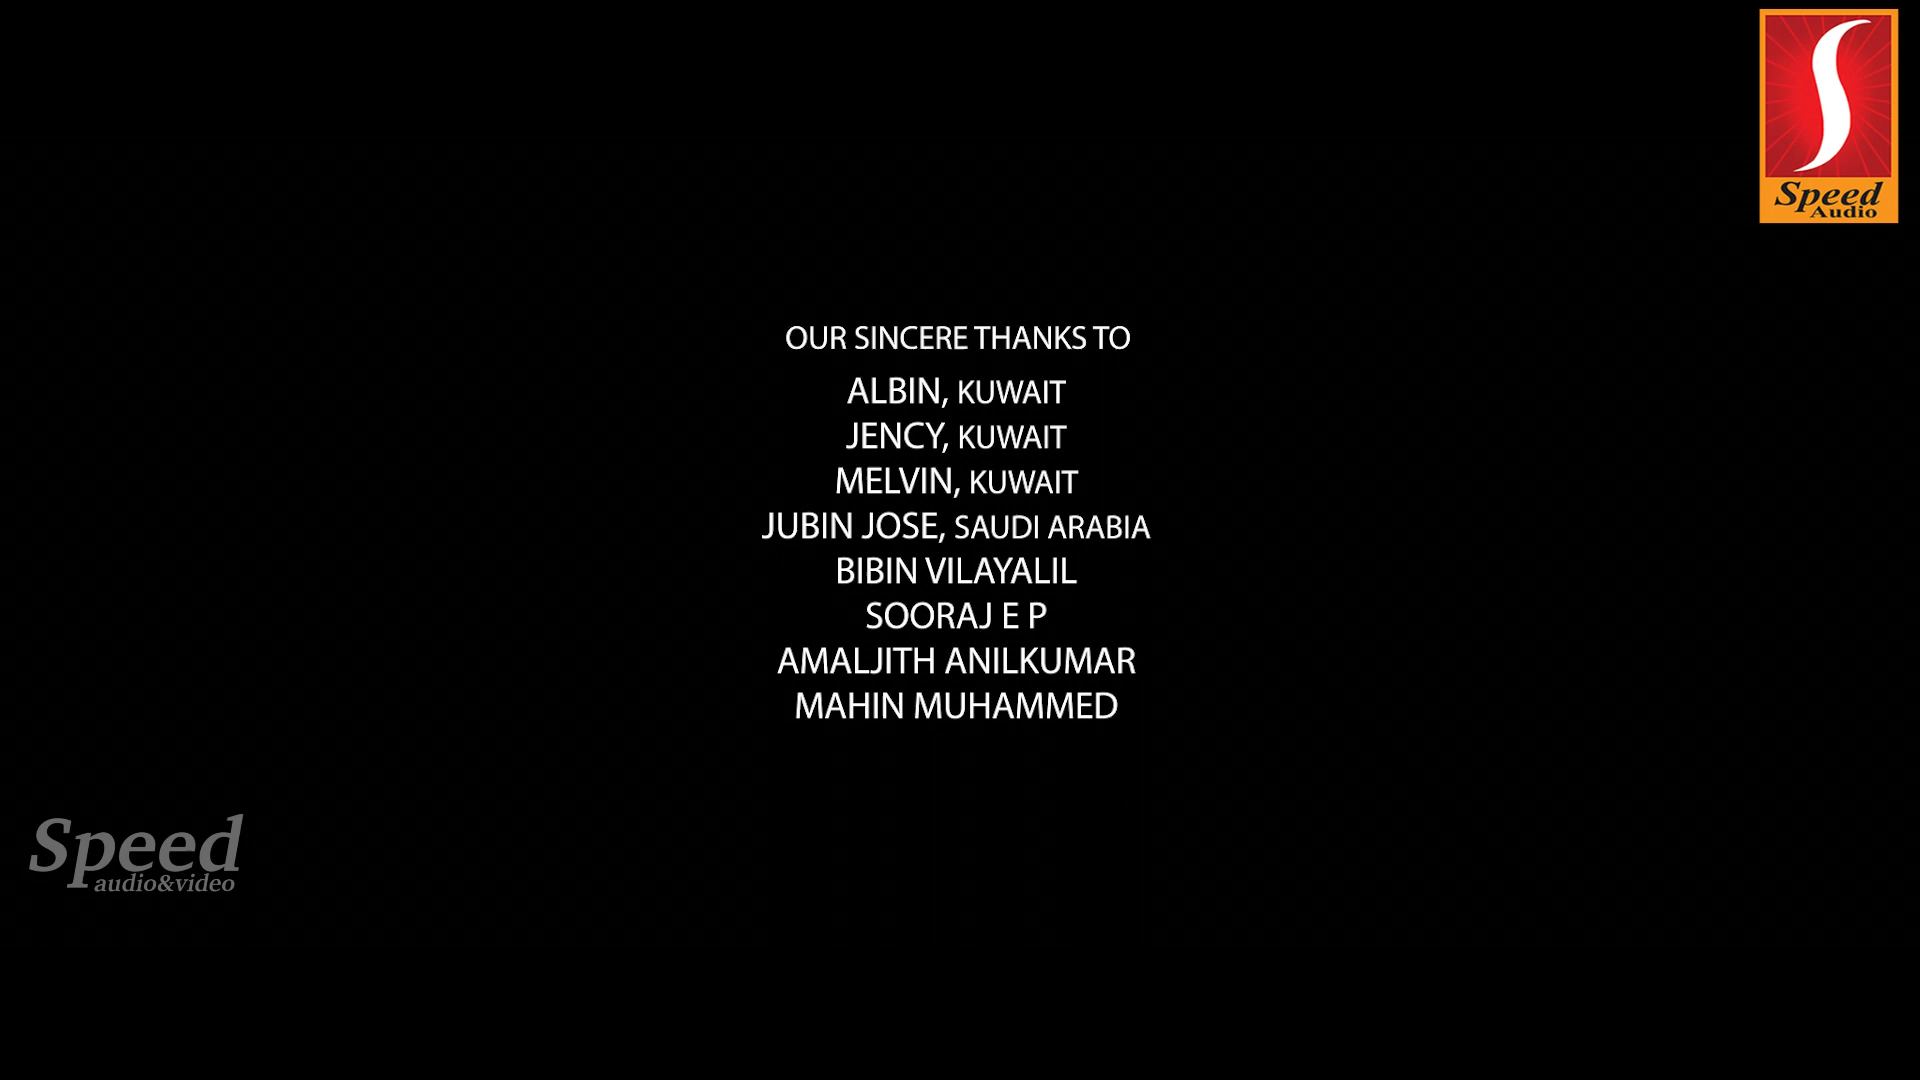 Speed
Audio
OUR SINCERE THANKS TO
ALBIN, KUWAIT
JENCY, KUWAIT
MELVIN, KUWAIT
JUBIN JOSE, SAUDI ARABIA
BIBIN VILAYALIL
SOORAJ E P
AMALJITH ANILKUMAR
MAHIN MUHAMMED
Speed
audio&video